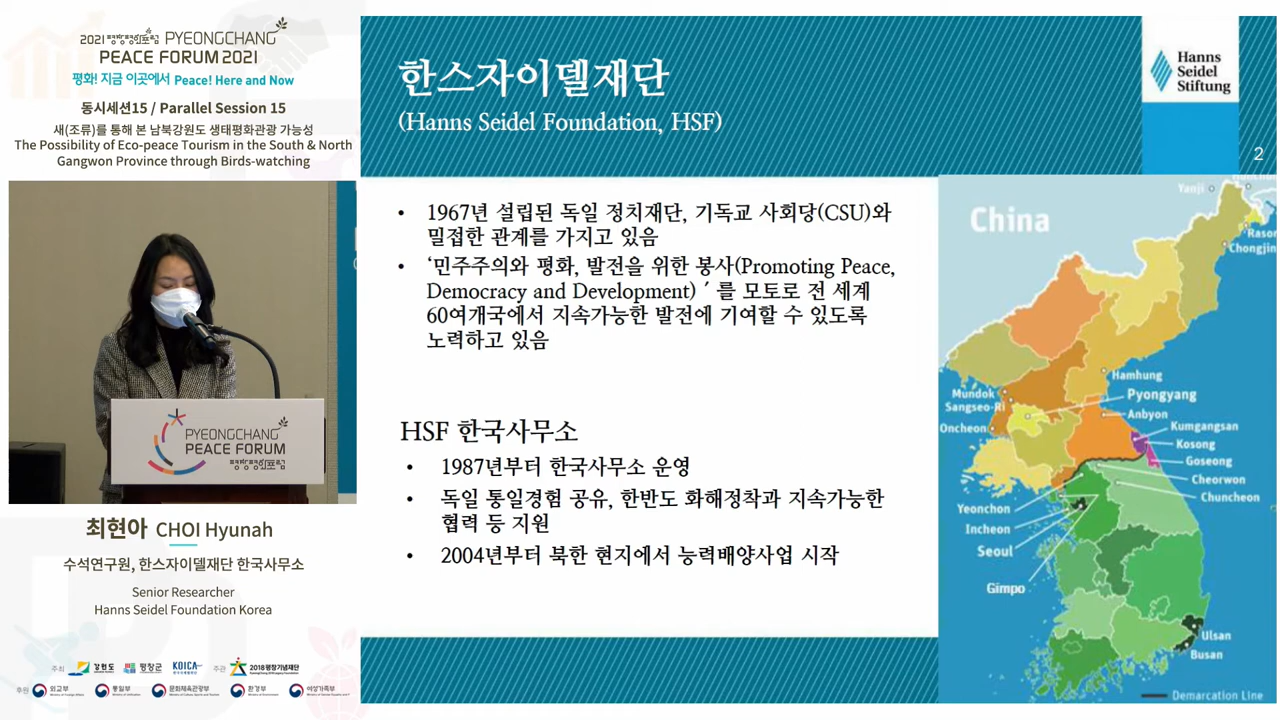 2021 평창평화포럼 PYEONGCHANG
PEACE FORUM 2021
평화! 지금 이곳에서 Peace! Here and Now
동시세션15 / Parallel Session 15
새(조류)를 통해 본 남북강원도 생태평화관광 가능성
The Possibility of Eco-peace Tourism in the South & North
Gangwon Province through Birds-watching
PYEONGCHANG
PEACE FORUM
평창평화포럼
최현아 CHOI Hyunah
수석연구원, 한스자이델재단 한국사무소
Senior Researcher
Hanns Seidel Foundation Korea
주최 강원도 평창군 KOICA 주관 2018평창기념재단
후원 외교부 통일부 문화체육관광부 환경부 여성가족부
한스자이델재단
(Hanns Seidel Foundation, HSF)
Hanns
Seidel
Stiftung
2
• 1967년 설립된 독일 정치재단, 기독교 사회당(CSU)와
밀접한 관계를 가지고 있음
• ‘민주주의와 평화, 발전을 위한 봉사(Promoting Peace,
Democracy and Development) ′ 를 모토로 전 세계
60여개국에서 지속가능한 발전에 기여할 수 있도록
노력하고 있음
HSF 한국사무소
• 1987년부터 한국사무소 운영
• 독일 통일경험 공유, 한반도 화해정착과 지속가능한
협력 등 지원
• 2004년부터 북한 현지에서 능력배양사업 시작
China
Yanji
Rason
Chongjin
Hamhung
Mundok
Pyongyang
Sangseo-Ri
Anbyon
Oncheon
Kumgangsan
Kosong
Goseong
Cheorwon
Chuncheon
Yeonchon
Incheon
Seoul
Gimpo
Ulsan
Busan
Demarcation Line